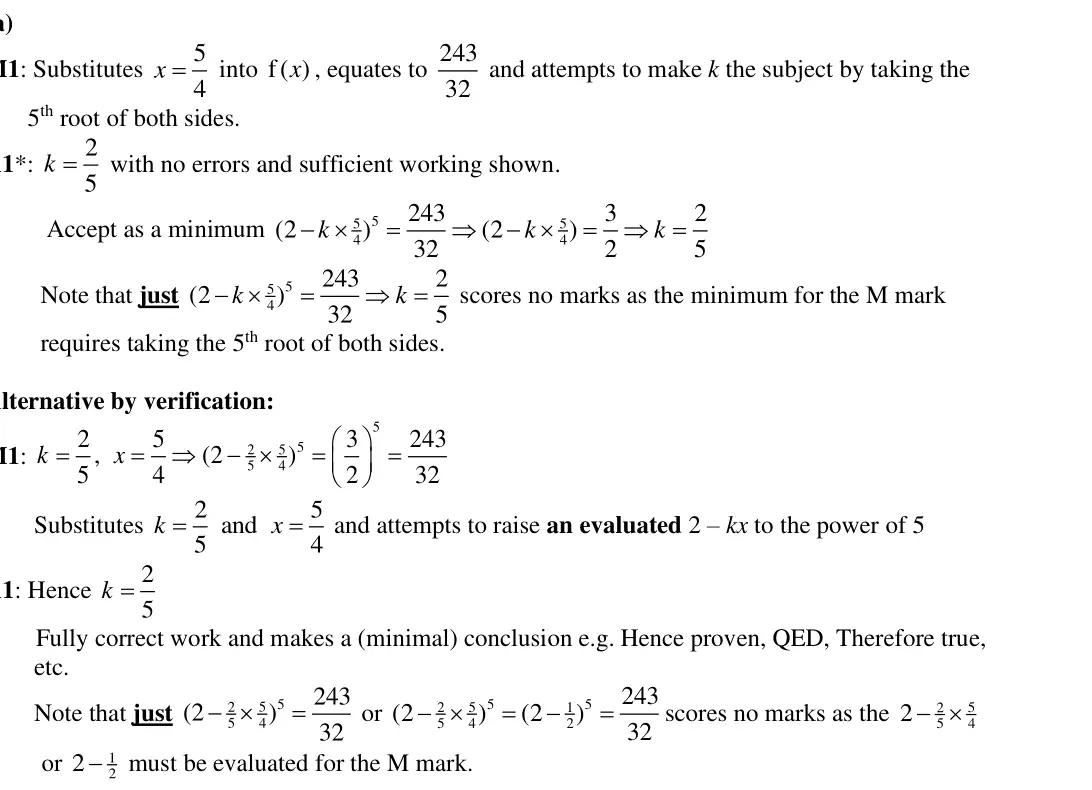 a)
M1: Substitutes x = 5/4 into f(x), equates to 243/32 and attempts to make k the subject by taking the
5th root of both sides.
A1*: k = 2/5 with no errors and sufficient working shown.
Accept as a minimum (2 – k × 5/4)^5 = 243/32 ⇒ (2 – k × 5/4) = 3/2 ⇒ k = 2/5
Note that just (2 – k × 5/4)^5 = 243/32 ⇒ k = 2/5 scores no marks as the minimum for the M mark
requires taking the 5th root of both sides.
lternative by verification:
M1: k = 2/5, x = 5/4 ⇒ (2 – 2/5 × 5/4)^5 = (3/2)^5 = 243/32
Substitutes k = 2/5 and x = 5/4 and attempts to raise an evaluated 2 – kx to the power of 5
A1: Hence k = 2/5
Fully correct work and makes a (minimal) conclusion e.g. Hence proven, QED, Therefore true,
etc.
Note that just (2 – 2/5 × 5/4)^5 = 243/32 or (2 – 2/5 × 5/4)^5 = (2 – 1/2)^5 = 243/32 scores no marks as the 2 – 2/5 × 5/4
or 2 – 1/2 must be evaluated for the M mark.